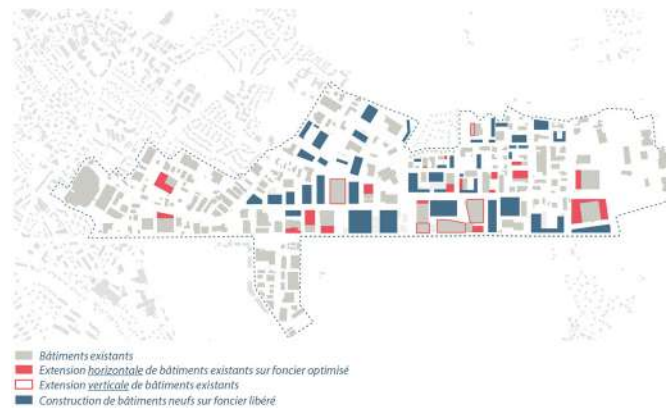 Bâtiments existants
Extension horizontale de bâtiments existants sur foncier optimisé
Extension verticale de bâtiments existants
Construction de bâtiments neufs sur foncier libéré